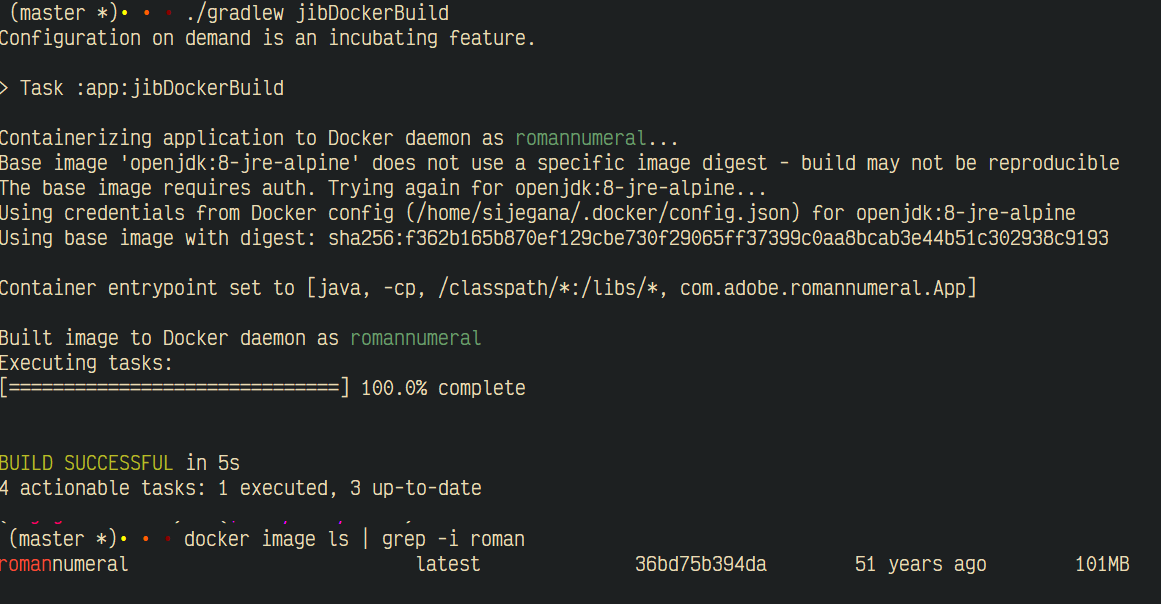 (master *)• • • ./gradlew jibDockerBuild
Configuration on demand is an incubating feature.
> Task :app:jibDockerBuild
Containerizing application to Docker daemon as romannumeral...
Base image 'openjdk:8-jre-alpine' does not use a specific image digest - build may not be reproducible
The base image requires auth. Trying again for openjdk:8-jre-alpine...
Using credentials from Docker config (/home/sijegana/.docker/config.json) for openjdk:8-jre-alpine
Using base image with digest: sha256:f362b165b870ef129cbe730f29065ff37399c0aa8bcab3e44b51c302938c9193
Container entrypoint set to [java, -cp, /classpath/*:/libs/*, com.adobe.romannumeral.App]
Built image to Docker daemon as romannumeral
Executing tasks:
[==============================] 100.0% complete
BUILD SUCCESSFUL in 5s
4 actionable tasks: 1 executed, 3 up-to-date
(master *)• • • docker image ls | grep -i roman
romannumeral latest 36bd75b394da 51 years ago 101MB